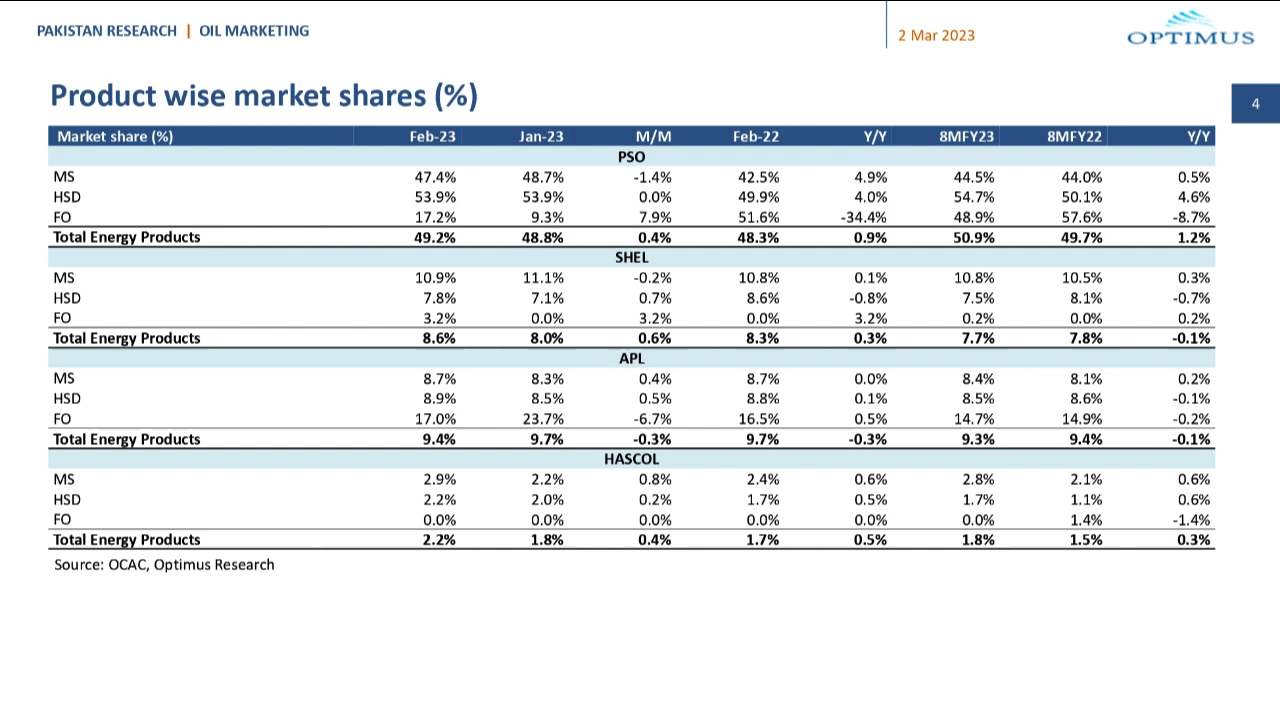 PAKISTAN RESEARCH | OIL MARKETING
2 Mar 2023
OPTIMUS
Product wise market shares (%)
4
Market share (%) Feb-23 Jan-23 M/M Feb-22 Y/Y 8MFY23 8MFY22 Y/Y
PSO
MS 47.4% 48.7% -1.4% 42.5% 4.9% 44.5% 44.0% 0.5%
HSD 53.9% 53.9% 0.0% 49.9% 4.0% 54.7% 50.1% 4.6%
FO 17.2% 9.3% 7.9% 51.6% -34.4% 48.9% 57.6% -8.7%
Total Energy Products 49.2% 48.8% 0.4% 48.3% 0.9% 50.9% 49.7% 1.2%
SHEL
MS 10.9% 11.1% -0.2% 10.8% 0.1% 10.8% 10.5% 0.3%
HSD 7.8% 7.1% 0.7% 8.6% -0.8% 7.5% 8.1% -0.7%
FO 3.2% 0.0% 3.2% 0.0% 3.2% 0.2% 0.0% 0.2%
Total Energy Products 8.6% 8.0% 0.6% 8.3% 0.3% 7.7% 7.8% -0.1%
APL
MS 8.7% 8.3% 0.4% 8.7% 0.0% 8.4% 8.1% 0.2%
HSD 8.9% 8.5% 0.5% 8.8% 0.1% 8.5% 8.6% -0.1%
FO 17.0% 23.7% -6.7% 16.5% 0.5% 14.7% 14.9% -0.2%
Total Energy Products 9.4% 9.7% -0.3% 9.7% -0.3% 9.3% 9.4% -0.1%
HASCOL
MS 2.9% 2.2% 0.8% 2.4% 0.6% 2.8% 2.1% 0.6%
HSD 2.2% 2.0% 0.2% 1.7% 0.5% 1.7% 1.1% 0.6%
FO 0.0% 0.0% 0.0% 0.0% 0.0% 0.0% 1.4% -1.4%
Total Energy Products 2.2% 1.8% 0.4% 1.7% 0.5% 1.8% 1.5% 0.3%
Source: OCAC, Optimus Research